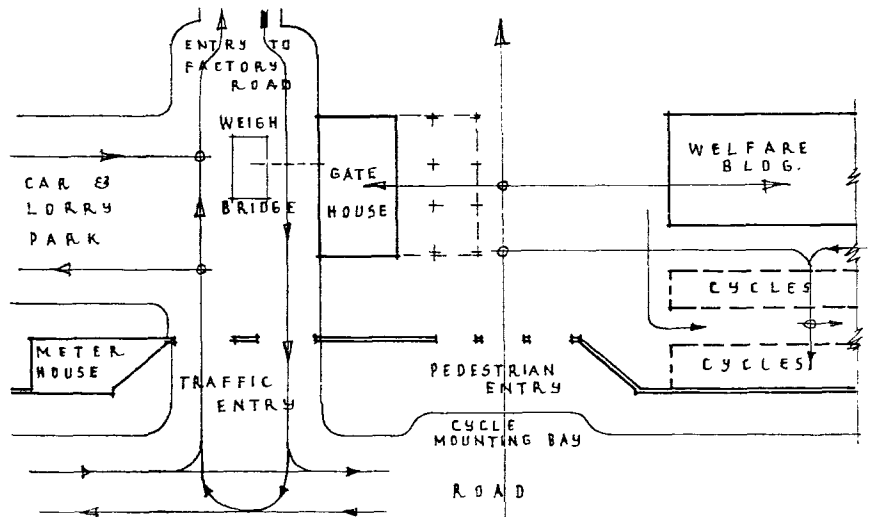 ENTRY TO
FACTORY
ROAD
WEIGH
BRIDGE
GATE
HOUSE
WELFARE
BLDG.
CAR &
LORRY
PARK
CYCLES
METER
HOUSE
CYCLES
TRAFFIC
ENTRY
PEDESTRIAN
ENTRY
CYCLE
MOUNTING BAY
ROAD